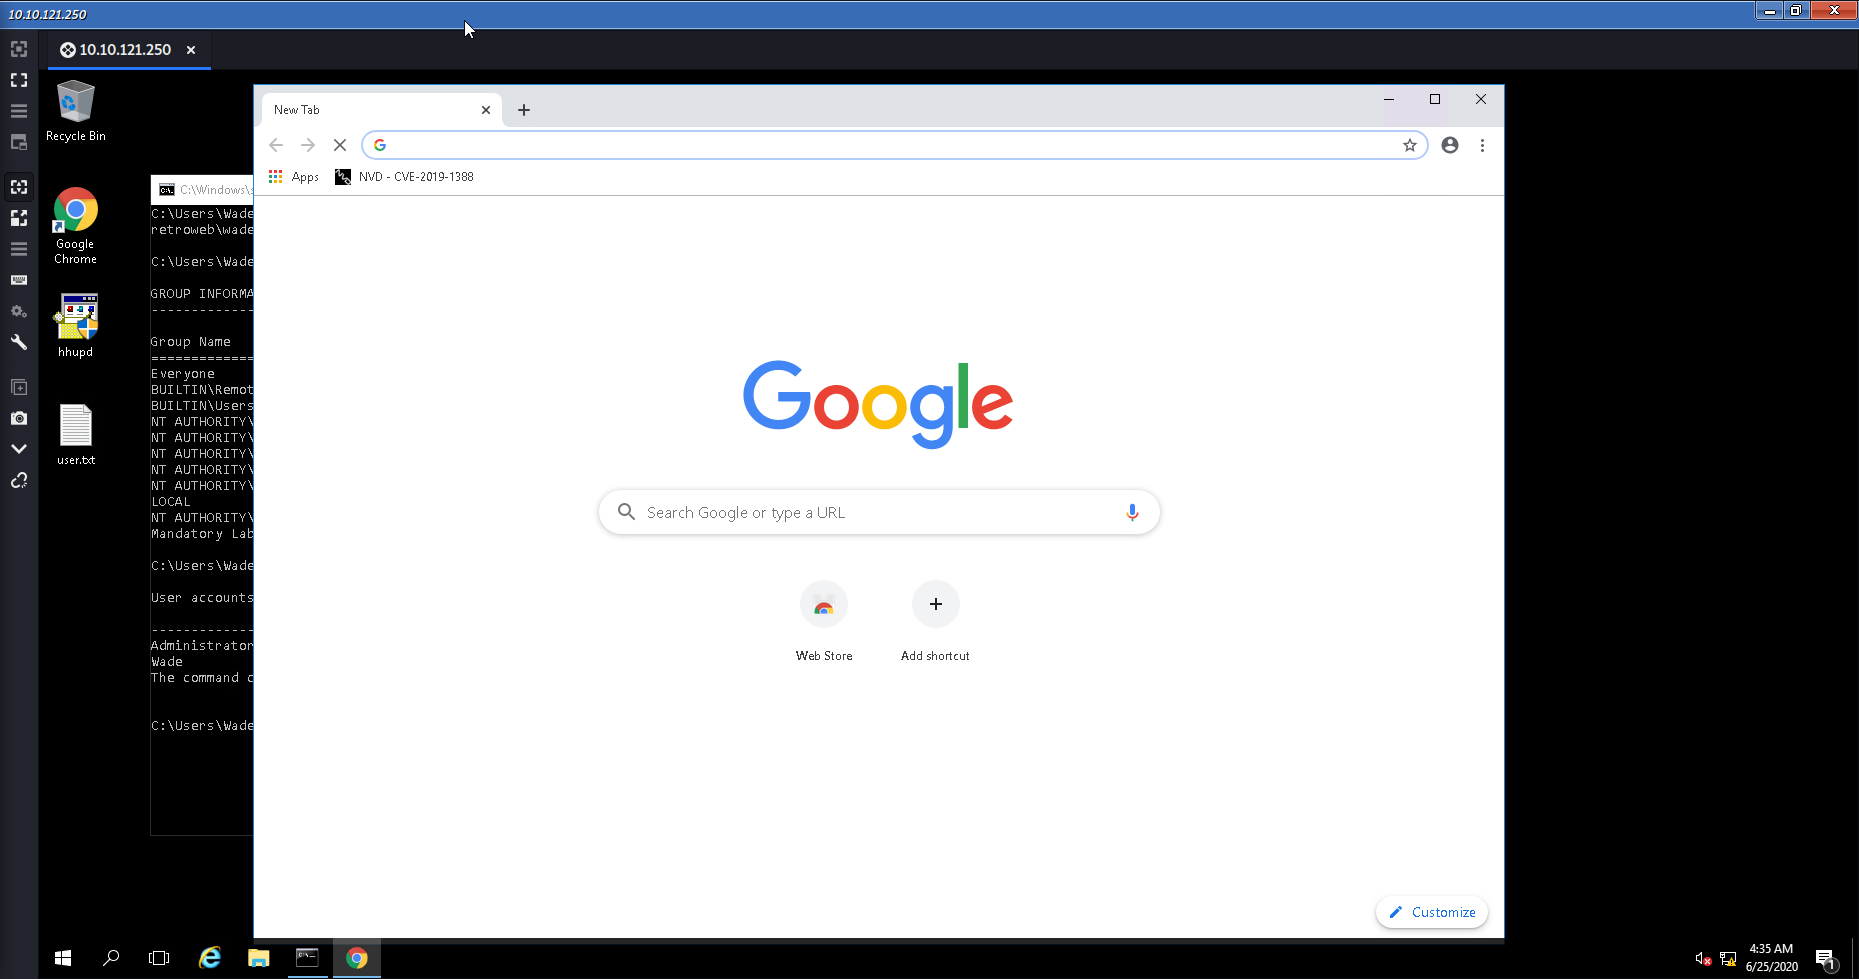 10.10.121.250
10.10.121.250
Recycle Bin
Google
Chrome
hhupd
user.txt
C:\Windows\s
C:\Users\Wade
retroweb\wade
C:\Users\Wade
GROUP INFORMA
-------------
Group Name
=============
Everyone
BUILTIN\Remot
BUILTIN\Users
NT AUTHORITY\
NT AUTHORITY\
NT AUTHORITY\
NT AUTHORITY\
NT AUTHORITY\
LOCAL
NT AUTHORITY\
Mandatory Lab
C:\Users\Wade
User accounts
-------------
Administrator
Wade
The command c
C:\Users\Wade
New Tab
Apps
NVD - CVE-2019-1388
Google
Search Google or type a URL
Web Store
Add shortcut
Customize
4:35 AM
6/25/2020
1